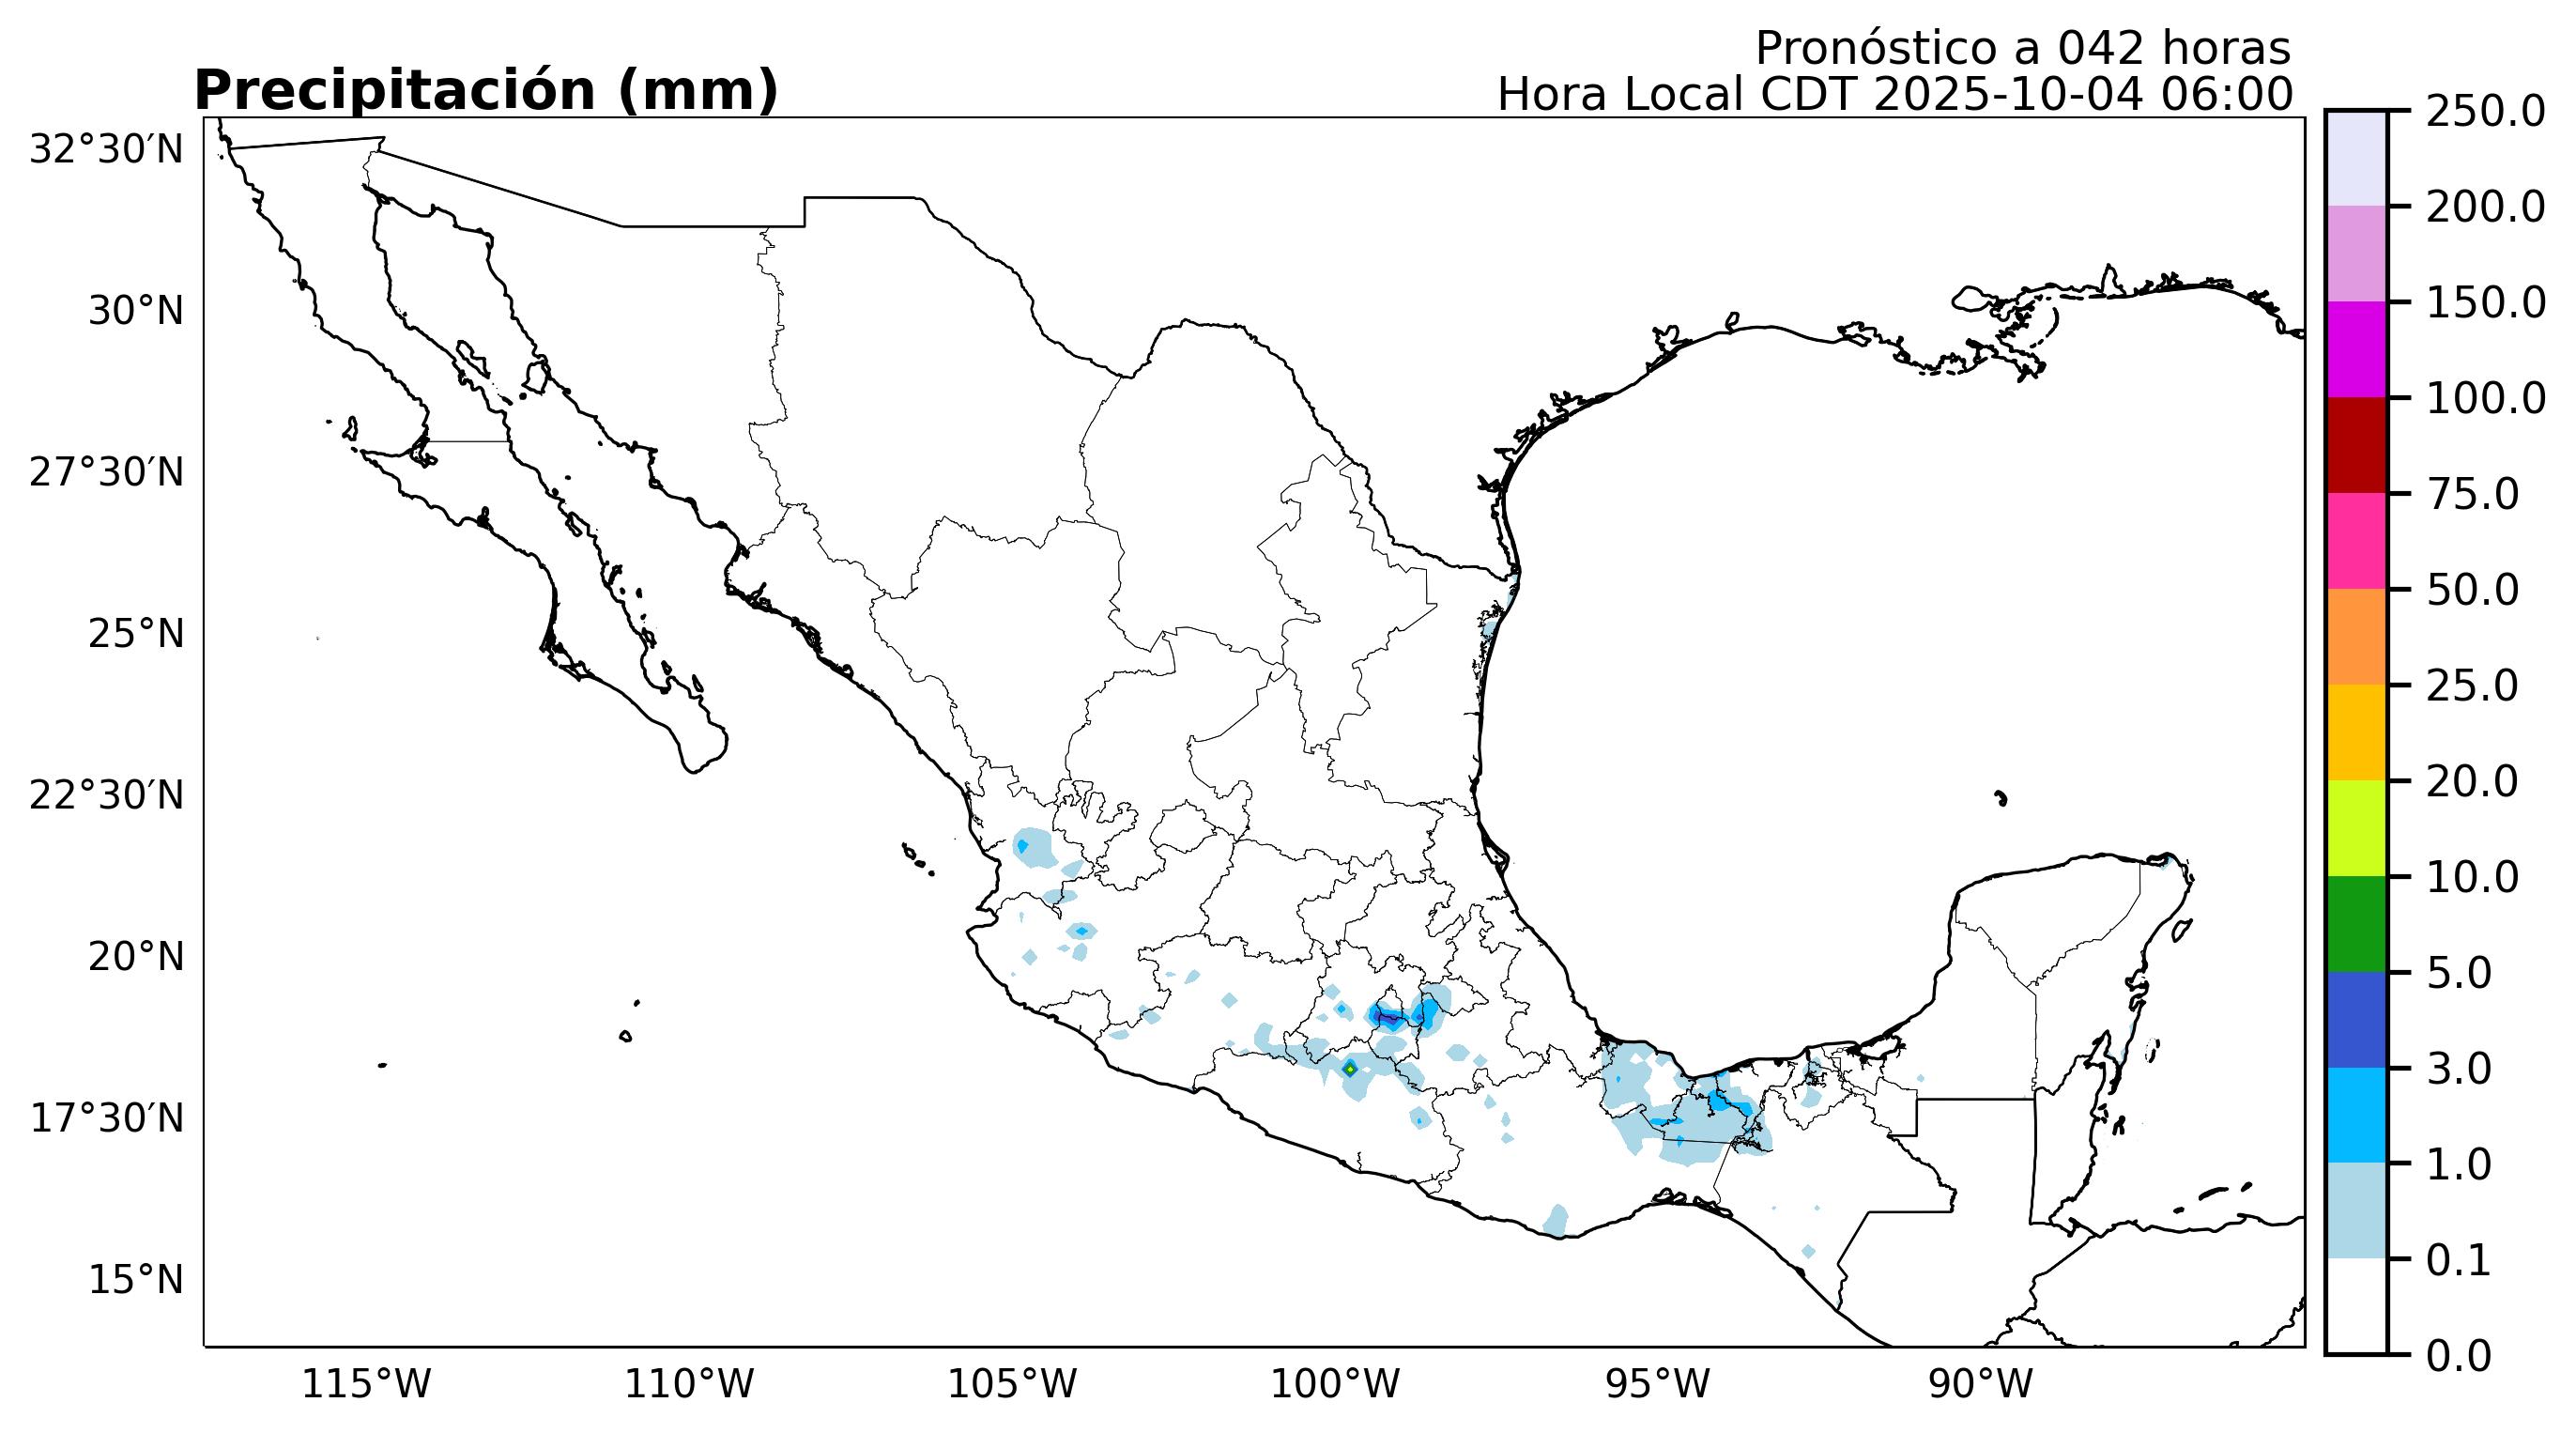 Pronóstico a 042 horas
Precipitación (mm)
Hora Local CDT 2025-10-04 06:00
32°30′N
30°N
27°30′N
25°N
22°30′N
20°N
17°30′N
15°N
115°W
110°W
105°W
100°W
95°W
90°W
250.0
200.0
150.0
100.0
75.0
50.0
25.0
20.0
10.0
5.0
3.0
1.0
0.1
0.0